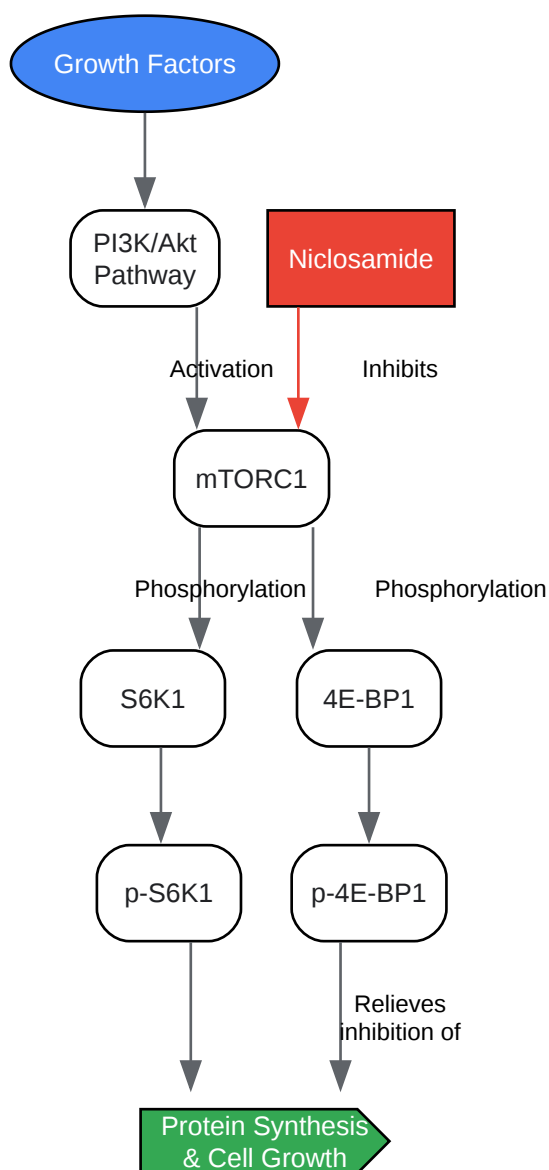 Growth Factors
PI3K/Akt
Pathway
Niclosamide
Activation
Inhibits
mTORC1
Phosphorylation
Phosphorylation
S6K1
4E-BP1
p-S6K1
p-4E-BP1
Relieves
inhibition of
Protein Synthesis
& Cell Growth